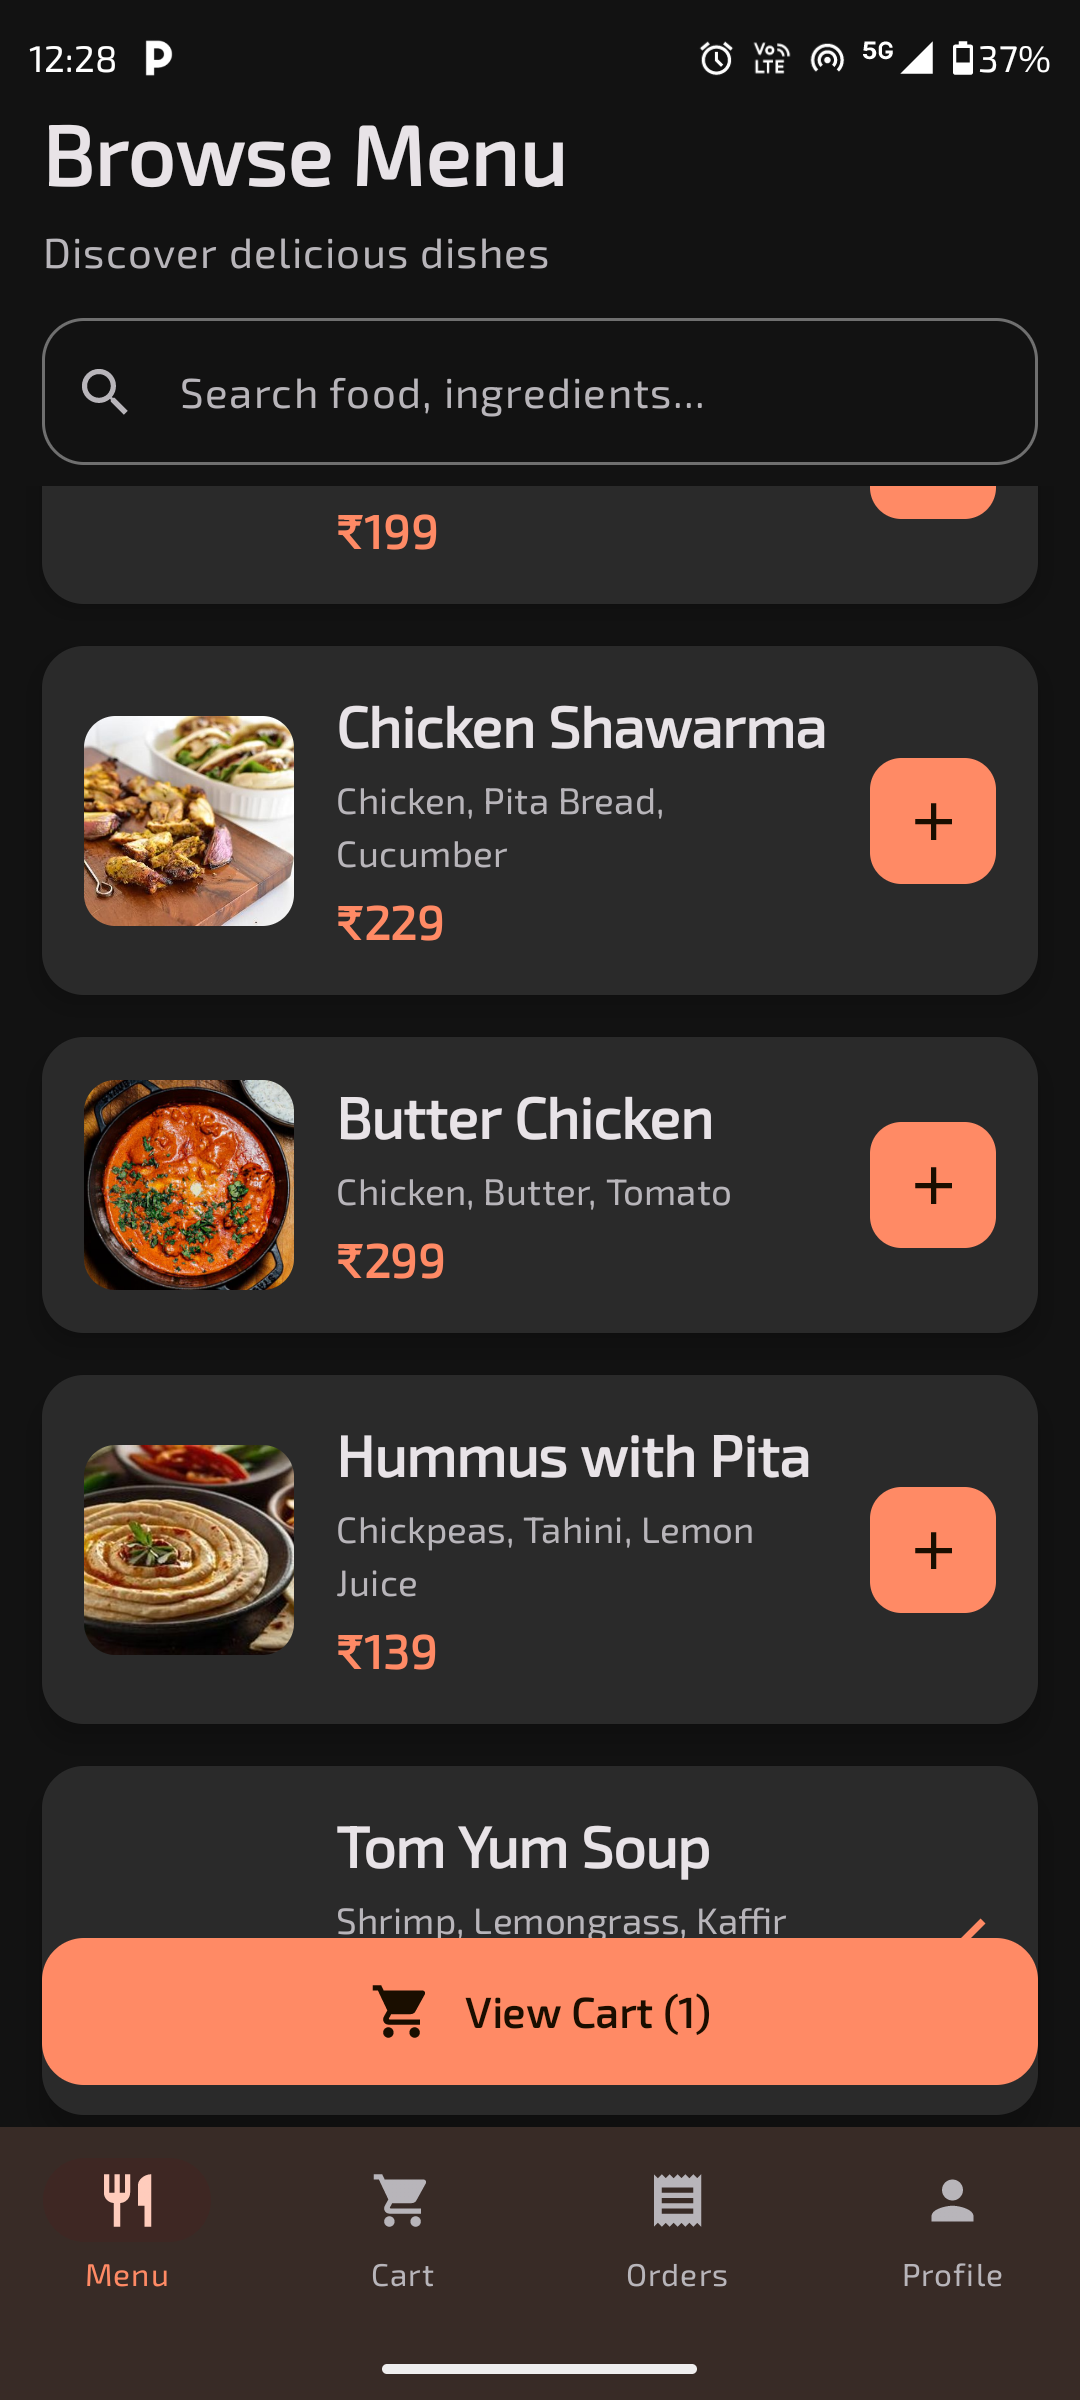 12:28
Vo LTE 5G 37%
Browse Menu
Discover delicious dishes
Search food, ingredients...
₹199
Chicken Shawarma
Chicken, Pita Bread,
Cucumber
₹229
Butter Chicken
Chicken, Butter, Tomato
₹299
Hummus with Pita
Chickpeas, Tahini, Lemon
Juice
₹139
Tom Yum Soup
Shrimp, Lemongrass, Kaffir
View Cart (1)
Menu Cart Orders Profile